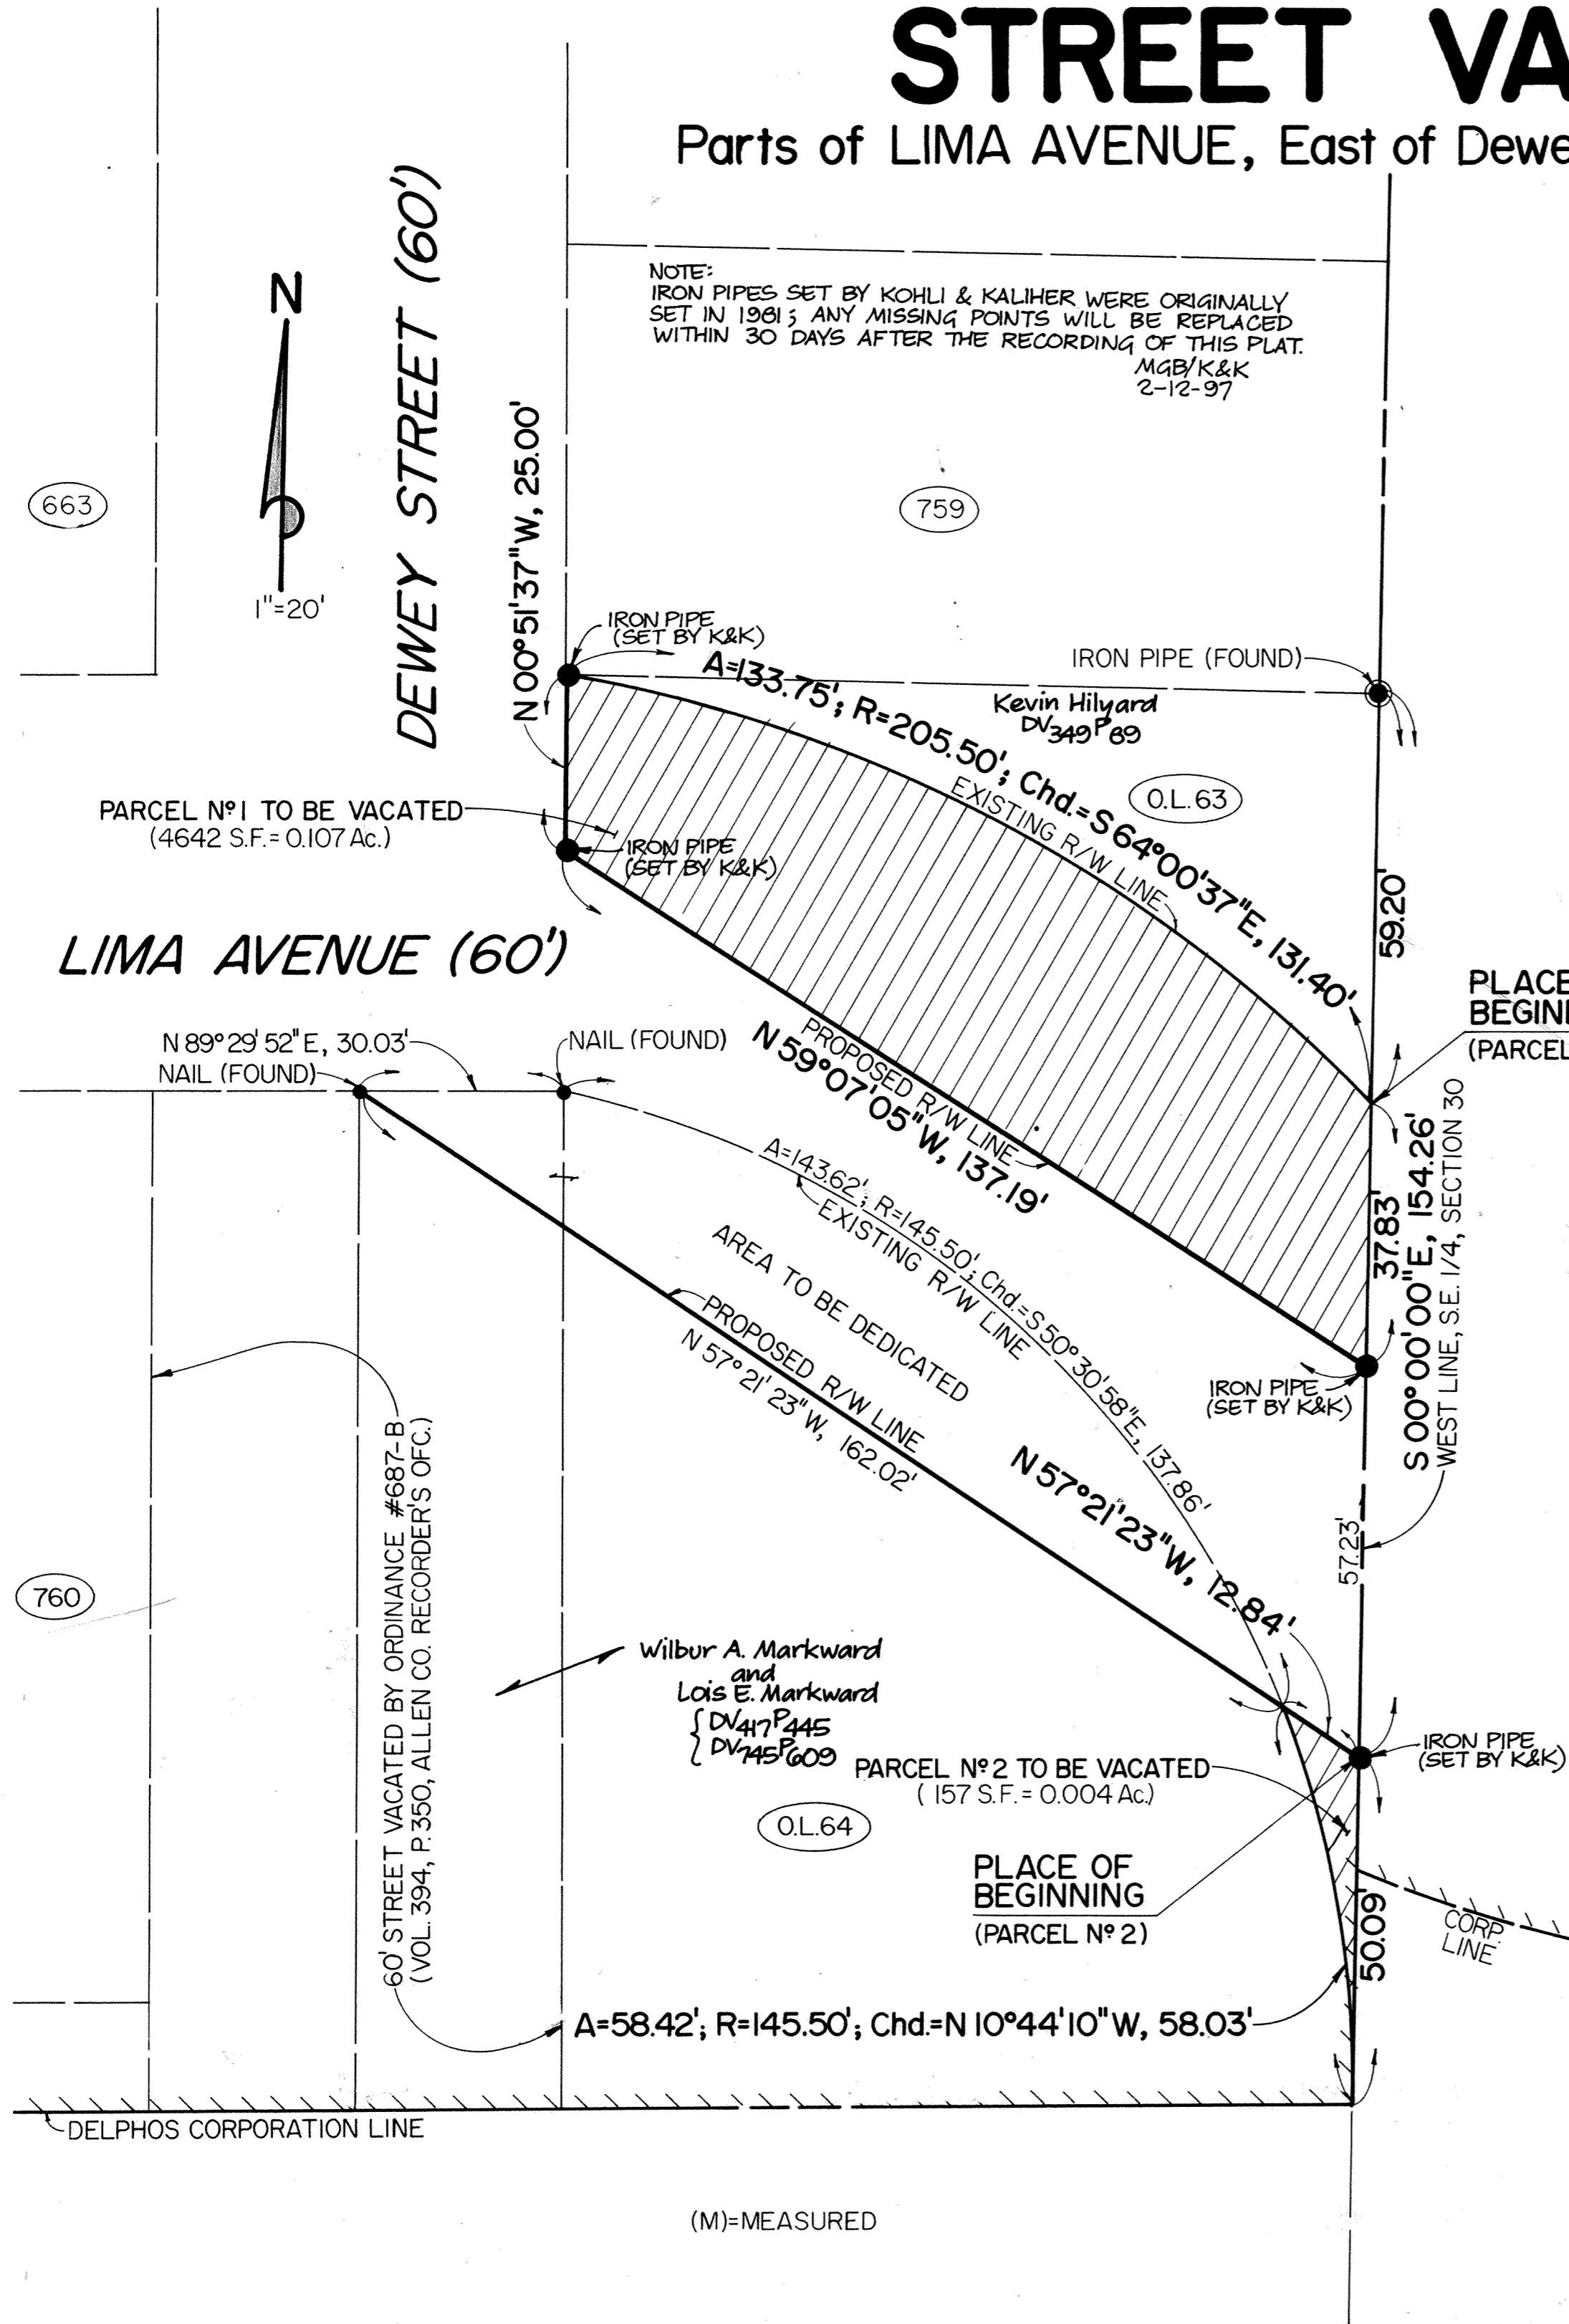 STREET VA
Parts of LIMA AVENUE, East of Dewe
NOTE:
IRON PIPES SET BY KOHLI & KALIHER WERE ORIGINALLY
SET IN 1981; ANY MISSING POINTS WILL BE REPLACED
WITHIN 30 DAYS AFTER THE RECORDING OF THIS PLAT.
MGB/K&K
2-12-97
N
1"=20'
DEWEY STREET (60')
N 00°51'37"W, 25.00'
663
759
IRON PIPE
(SET BY K&K)
A=133.75'; R=205.50'; Chd.=S 64°00'37"E, 131.40'
IRON PIPE (FOUND)
Kevin Hilyard
DV349P89
EXISTING R/W LINE
O.L.63
PARCEL Nº1 TO BE VACATED
(4642 S.F.= 0.107 Ac.)
IRON PIPE
(SET BY K&K)
59.20'
LIMA AVENUE (60')
PLACE
BEGIN
(PARCEL
N 89°29'52"E, 30.03'
NAIL (FOUND)
NAIL (FOUND)
PROPOSED R/W LINE
N 59°07'05"W, 137.19'
A=143.62'; R=145.50'; Chd.=S 50°30'58"E, 137.86'
EXISTING R/W LINE
AREA TO BE DEDICATED
37.83'
S 00°00'00"E, 154.26'
WEST LINE, S.E. 1/4, SECTION 30
PROPOSED R/W LINE
N 57°21'23"W, 162.02'
IRON PIPE
(SET BY K&K)
N 57°21'23"W, 12.84'
57.23'
60' STREET VACATED BY ORDINANCE #687-B
(VOL. 394, P.350, ALLEN CO. RECORDER'S OFC.)
760
Wilbur A. Markward
and
Lois E. Markward
DV417P445
DV745P609
IRON PIPE
(SET BY K&K)
PARCEL Nº2 TO BE VACATED
( 157 S.F.= 0.004 Ac.)
O.L.64
PLACE OF
BEGINNING
(PARCEL Nº 2)
50.09'
CORP.
LINE
A=58.42'; R=145.50'; Chd.=N 10°44'10"W, 58.03'
DELPHOS CORPORATION LINE
(M)=MEASURED